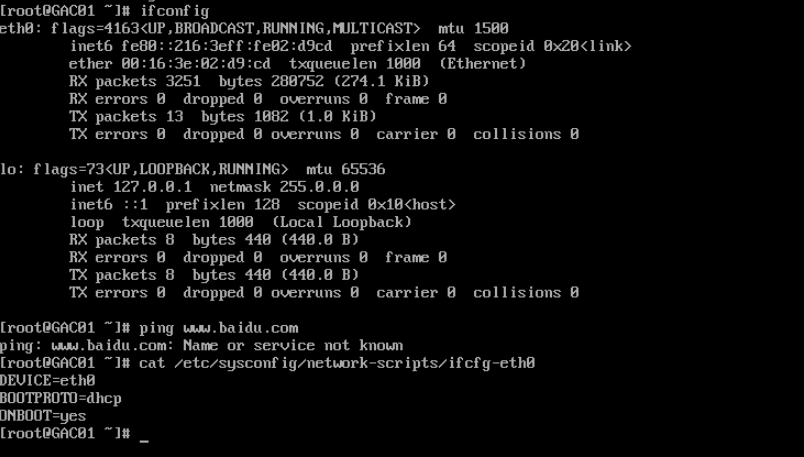 [root@GAC01 ~]# ifconfig
eth0: flags=4163<UP,BROADCAST,RUNNING,MULTICAST>  mtu 1500
        inet6 fe80::216:3eff:fe02:d9cd  prefixlen 64  scopeid 0x20<link>
        ether 00:16:3e:02:d9:cd  txqueuelen 1000  (Ethernet)
        RX packets 3251  bytes 280752 (274.1 KiB)
        RX errors 0  dropped 0  overruns 0  frame 0
        TX packets 13  bytes 1082 (1.0 KiB)
        TX errors 0  dropped 0 overruns 0  carrier 0  collisions 0
lo: flags=73<UP,LOOPBACK,RUNNING>  mtu 65536
        inet 127.0.0.1  netmask 255.0.0.0
        inet6 ::1  prefixlen 128  scopeid 0x10<host>
        loop  txqueuelen 1000  (Local Loopback)
        RX packets 8  bytes 440 (440.0 B)
        RX errors 0  dropped 0  overruns 0  frame 0
        TX packets 8  bytes 440 (440.0 B)
        TX errors 0  dropped 0 overruns 0  carrier 0  collisions 0
[root@GAC01 ~]# ping www.baidu.com
ping: www.baidu.com: Name or service not known
[root@GAC01 ~]# cat /etc/sysconfig/network-scripts/ifcfg-eth0
DEVICE=eth0
BOOTPROTO=dhcp
ONBOOT=yes
[root@GAC01 ~]# _